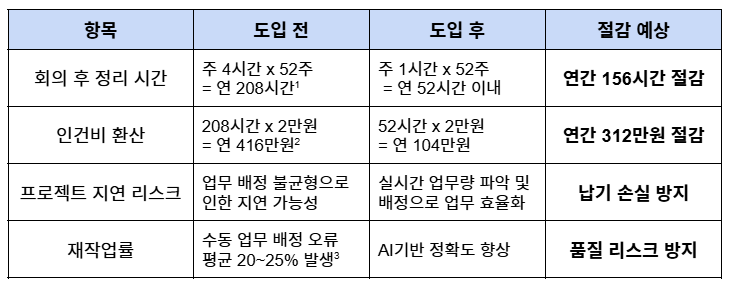 항목 도입 전 도입 후 절감 예상
회의 후 정리 시간
주 4시간 x 52주
= 연 208시간¹
주 1시간 x 52주
= 연 52시간 이내
연간 156시간 절감
인건비 환산
208시간 x 2만원
= 연 416만원²
52시간 x 2만원
= 연 104만원
연간 312만원 절감
프로젝트 지연 리스크
업무 배정 불균형으로
인한 지연 가능성
실시간 업무량 파악 및
배정으로 업무 효율화
납기 손실 방지
재작업률
수동 업무 배정 오류
평균 20~25% 발생³
AI기반 정확도 향상
품질 리스크 방지